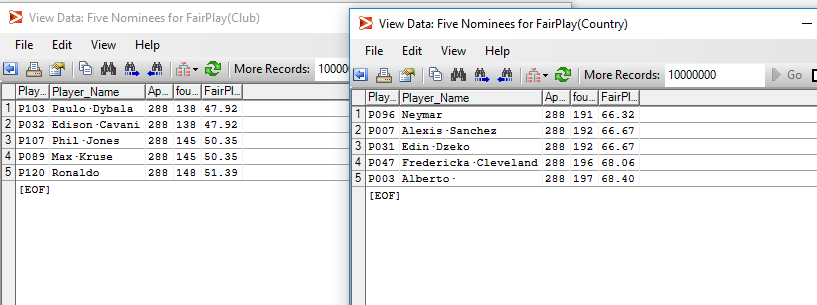 View Data: Five Nominees for FairPlay(Club)
File Edit View Help
More Records: 1000000
Play... Player_Name Ap... fou... FairPl...
1 P103 Paulo·Dybala 288 138 47.92
2 P032 Edison·Cavani 288 138 47.92
3 P107 Phil·Jones 288 145 50.35
4 P089 Max·Kruse 288 145 50.35
5 P120 Ronaldo 288 148 51.39
[EOF]
View Data: Five Nominees for FairPlay(Country)
File Edit View Help
More Records: 10000000 Go
Play... Player_Name Ap... fou... FairPl...
1 P096 Neymar 288 191 66.32
2 P007 Alexis·Sanchez 288 192 66.67
3 P031 Edin·Dzeko 288 192 66.67
4 P047 Fredericka·Cleveland 288 196 68.06
5 P003 Alberto· 288 197 68.40
[EOF]